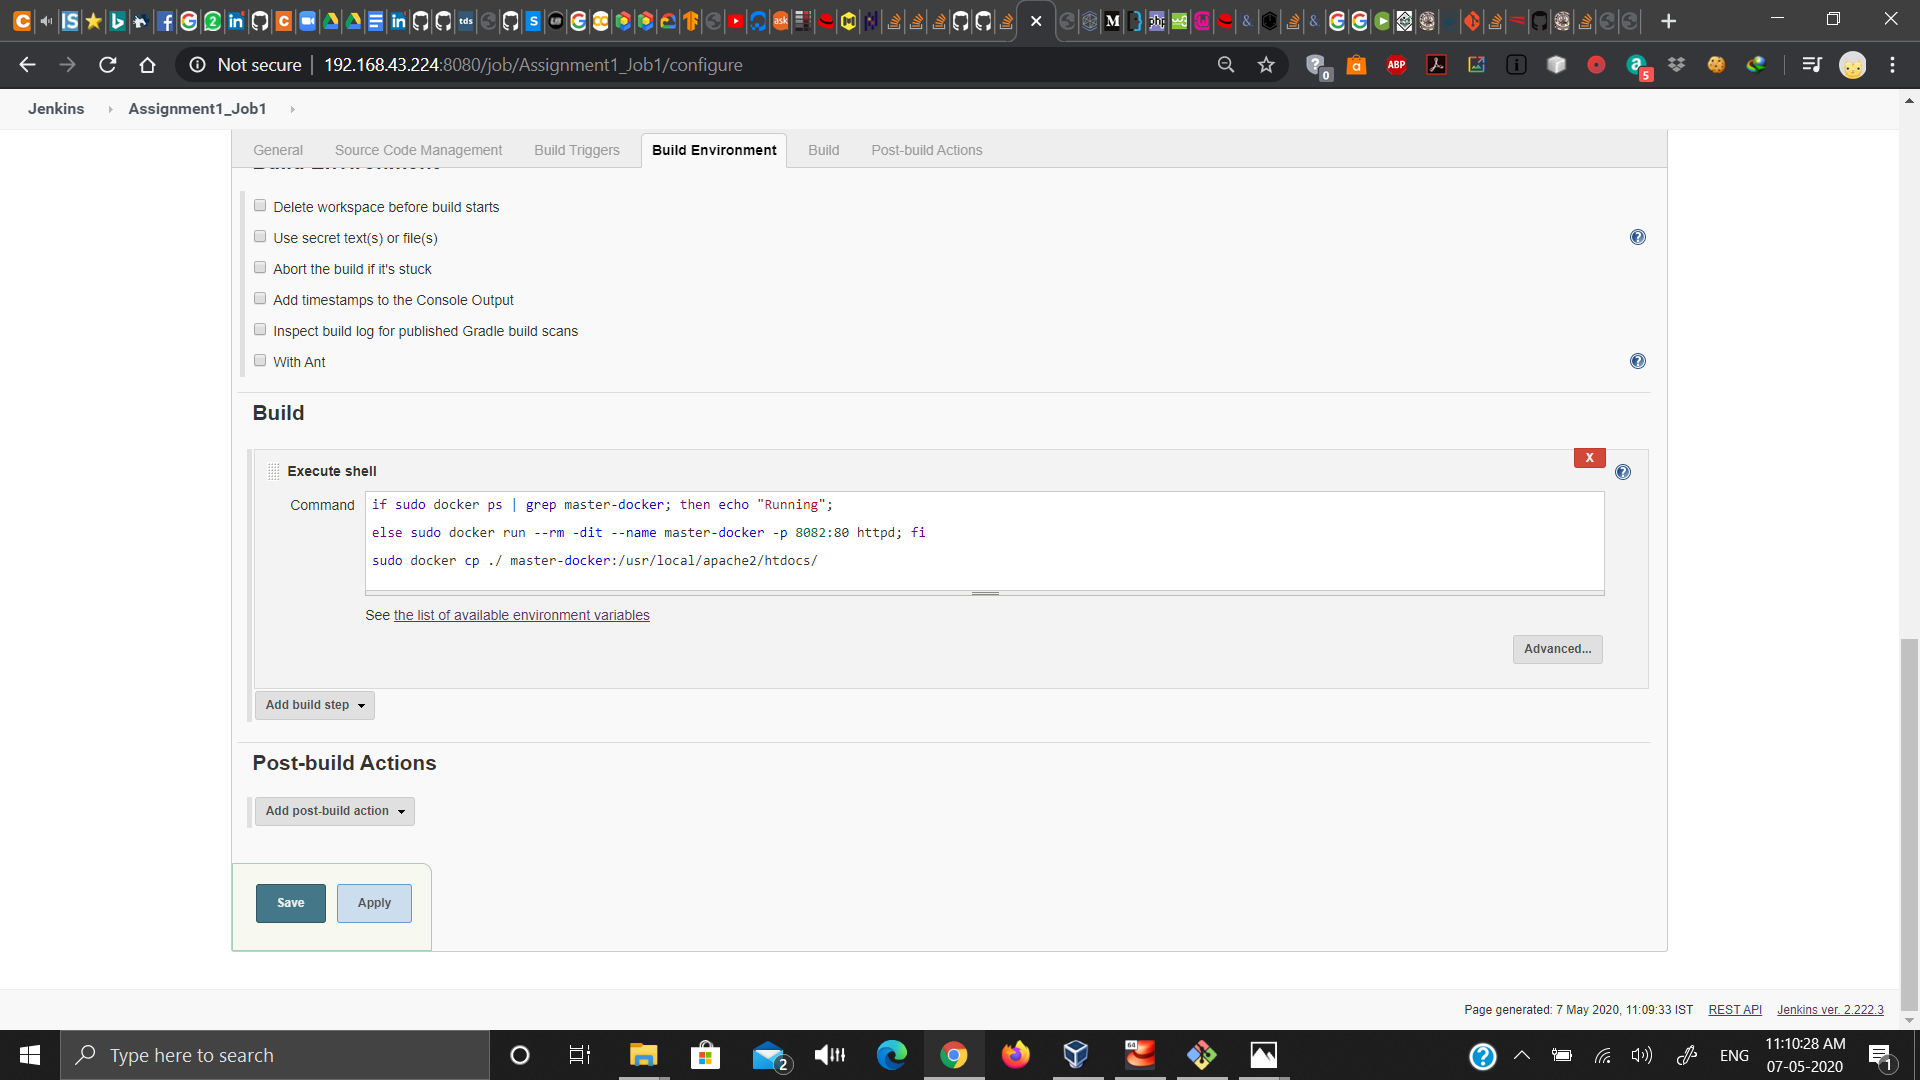 Not secure | 192.168.43.224:8080/job/Assignment1_Job1/configure
Jenkins Assignment1_Job1
General Source Code Management Build Triggers Build Environment Build Post-build Actions
Delete workspace before build starts
Use secret text(s) or file(s)
Abort the build if it's stuck
Add timestamps to the Console Output
Inspect build log for published Gradle build scans
With Ant
Build
X
Execute shell
Command
if sudo docker ps | grep master-docker; then echo "Running";
else sudo docker run --rm -dit --name master-docker -p 8082:80 httpd; fi
sudo docker cp ./ master-docker:/usr/local/apache2/htdocs/
See the list of available environment variables
Advanced...
Add build step
Post-build Actions
Add post-build action
Save Apply
Page generated: 7 May 2020, 11:09:33 IST REST API Jenkins ver. 2.222.3
Type here to search
2
64
ENG
11:10:28 AM
07-05-2020
1